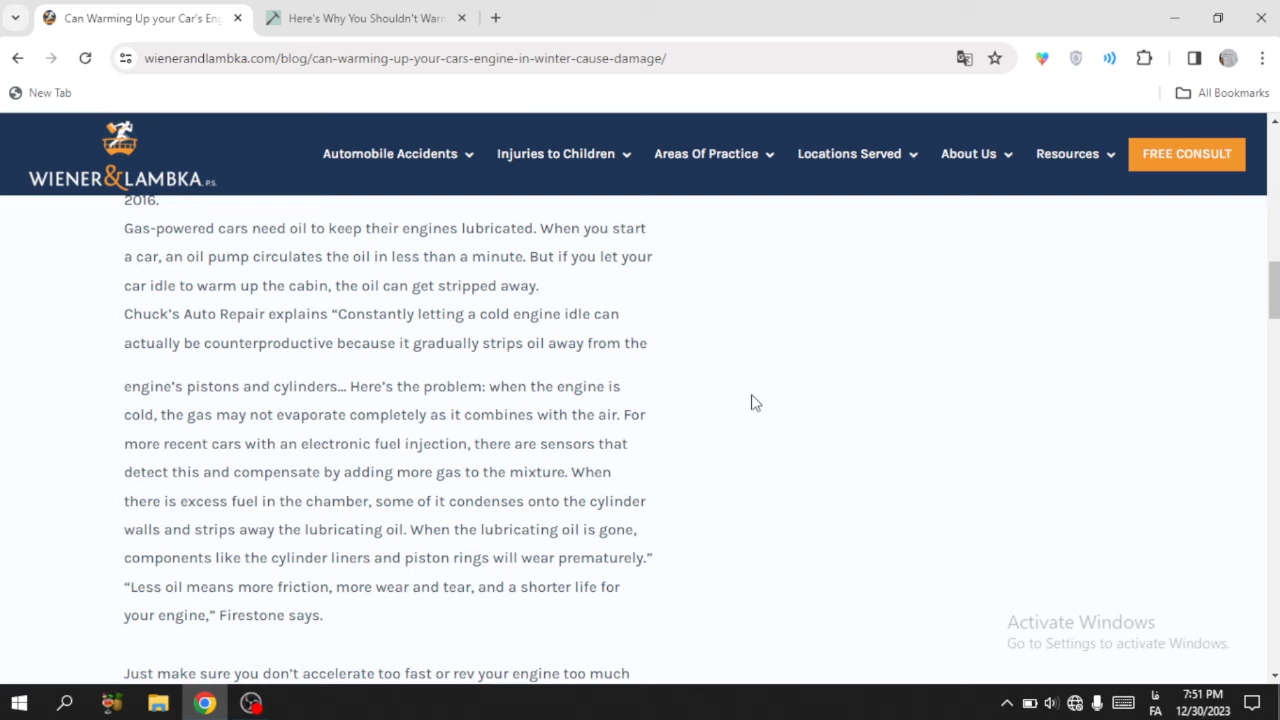 Can Warming Up your Car's Eng
Here's Why You Shouldn't Warm
wienerandlambka.com/blog/can-warming-up-your-cars-engine-in-winter-cause-damage/
New Tab
All Bookmarks
WIENER&LAMBKA P.S.
Automobile Accidents
Injuries to Children
Areas Of Practice
Locations Served
About Us
Resources
FREE CONSULT
2016.
Gas-powered cars need oil to keep their engines lubricated. When you start
a car, an oil pump circulates the oil in less than a minute. But if you let your
car idle to warm up the cabin, the oil can get stripped away.
Chuck’s Auto Repair explains “Constantly letting a cold engine idle can
actually be counterproductive because it gradually strips oil away from the
engine’s pistons and cylinders… Here’s the problem: when the engine is
cold, the gas may not evaporate completely as it combines with the air. For
more recent cars with an electronic fuel injection, there are sensors that
detect this and compensate by adding more gas to the mixture. When
there is excess fuel in the chamber, some of it condenses onto the cylinder
walls and strips away the lubricating oil. When the lubricating oil is gone,
components like the cylinder liners and piston rings will wear prematurely.”
“Less oil means more friction, more wear and tear, and a shorter life for
your engine,” Firestone says.
Just make sure you don’t accelerate too fast or rev your engine too much
Activate Windows
Go to Settings to activate Windows.
فا
FA
7:51 PM
12/30/2023